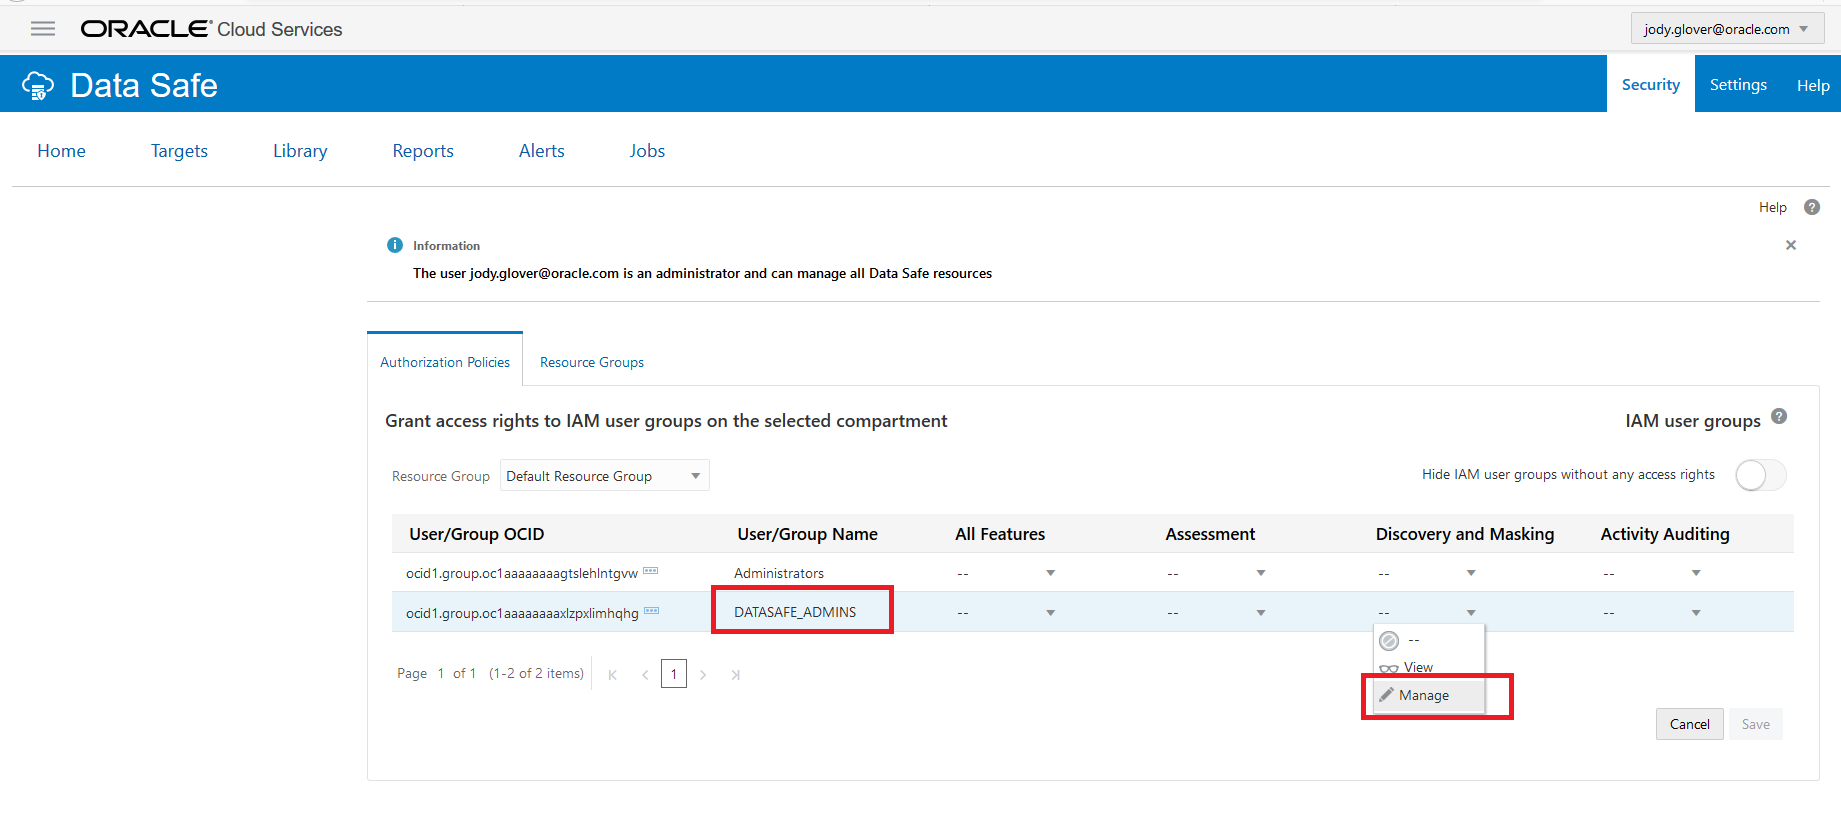 ORACLE® Cloud Services
jody.glover@oracle.com
Data Safe
Security
Settings
Help
Home
Targets
Library
Reports
Alerts
Jobs
Help
Information
The user jody.glover@oracle.com is an administrator and can manage all Data Safe resources
Authorization Policies
Resource Groups
Grant access rights to IAM user groups on the selected compartment
IAM user groups
Resource Group
Default Resource Group
Hide IAM user groups without any access rights
User/Group OCID User/Group Name All Features Assessment Discovery and Masking Activity Auditing
ocid1.group.oc1aaaaaaaagtslehlntgvw Administrators -- -- -- --
ocid1.group.oc1aaaaaaaaxlzpxlimhqhg DATASAFE_ADMINS -- -- -- --
--
View
Manage
Page 1 of 1 (1-2 of 2 items) 1
Cancel
Save